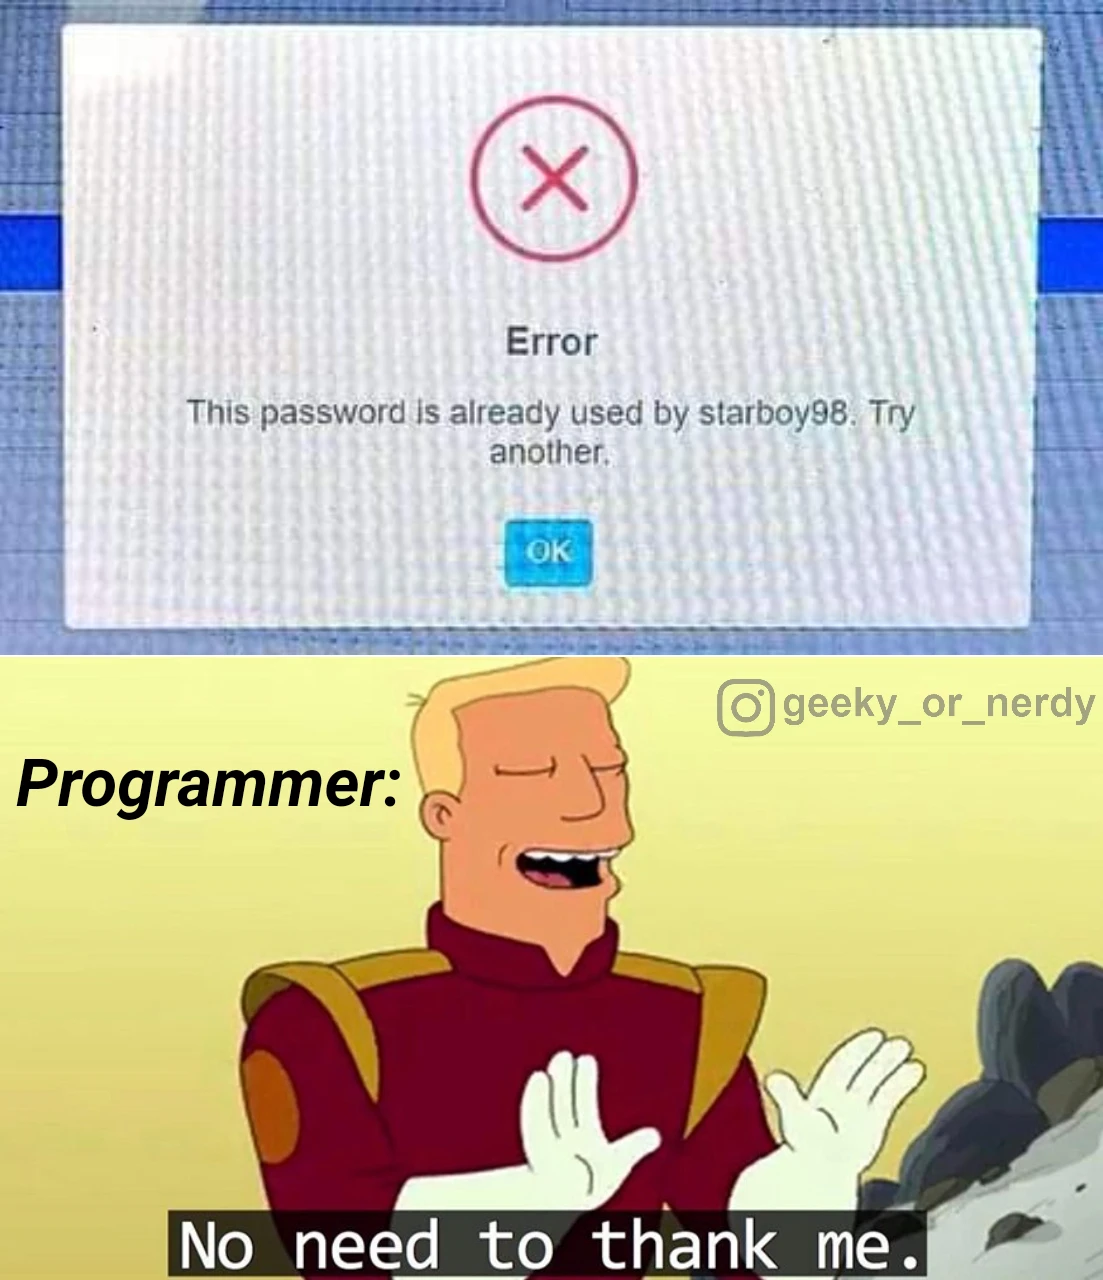 Error
This password is already used by starboy98. Try
another.
OK
geeky_or_nerdy
Programmer:
No need to thank me.